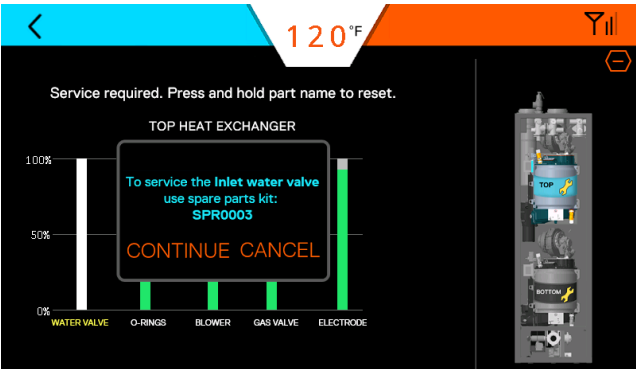 120°F
Service required. Press and hold part name to reset.
TOP HEAT EXCHANGER
100%
50%
0%
To service the Inlet water valve
use spare parts kit:
SPR0003
CONTINUE CANCEL
WATER VALVE O-RINGS BLOWER GAS VALVE ELECTRODE
TOP
BOTTOM